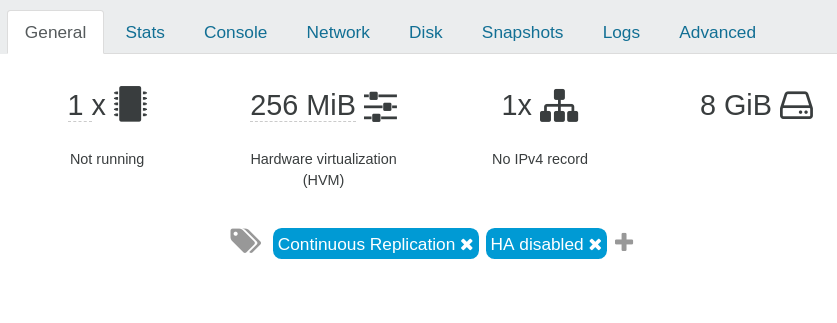 General Stats Console Network Disk Snapshots Logs Advanced
1 x 256 MiB 1x 8 GiB
Not running Hardware virtualization No IPv4 record
(HVM)
Continuous Replication HA disabled